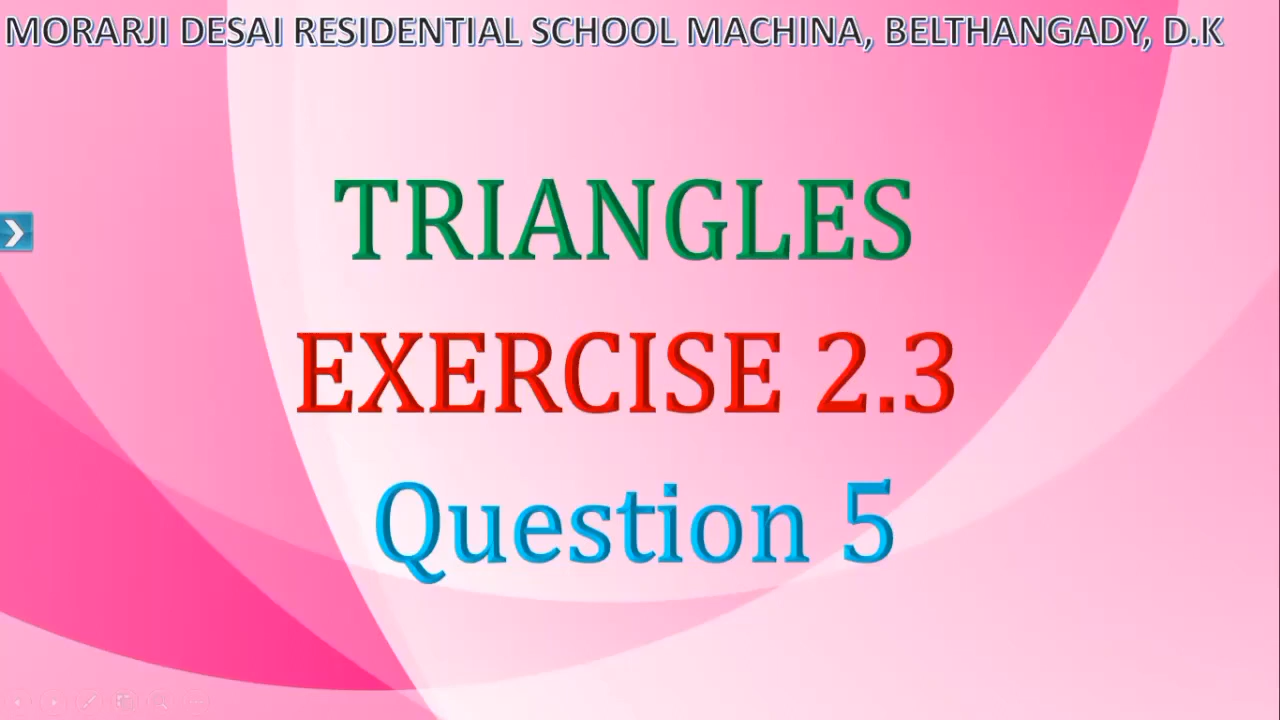 MORARJI DESAI RESIDENTIAL SCHOOL MACHINA, BELTHANGADY, D.K
TRIANGLES
EXERCISE 2.3
Question 5